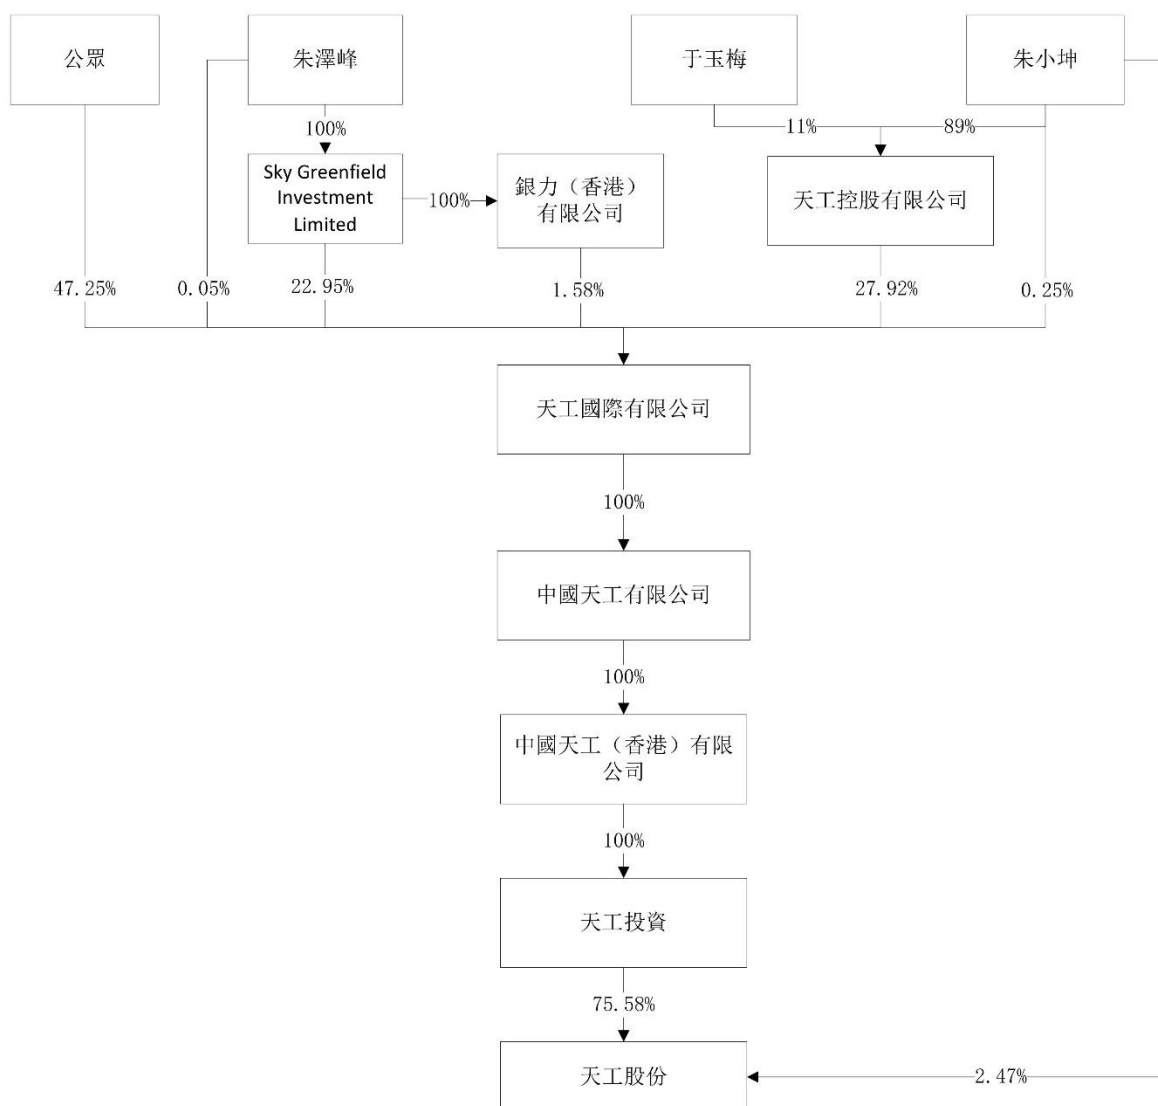 公眾
朱澤峰
于玉梅
朱小坤
100%
11%
89%
Sky Greenfield
Investment
Limited
100%
銀力（香港）
有限公司
天工控股有限公司
47.25%
0.05%
22.95%
1.58%
27.92%
0.25%
天工國際有限公司
100%
中國天工有限公司
100%
中國天工（香港）有限
公司
100%
天工投資
75.58%
天工股份
2.47%